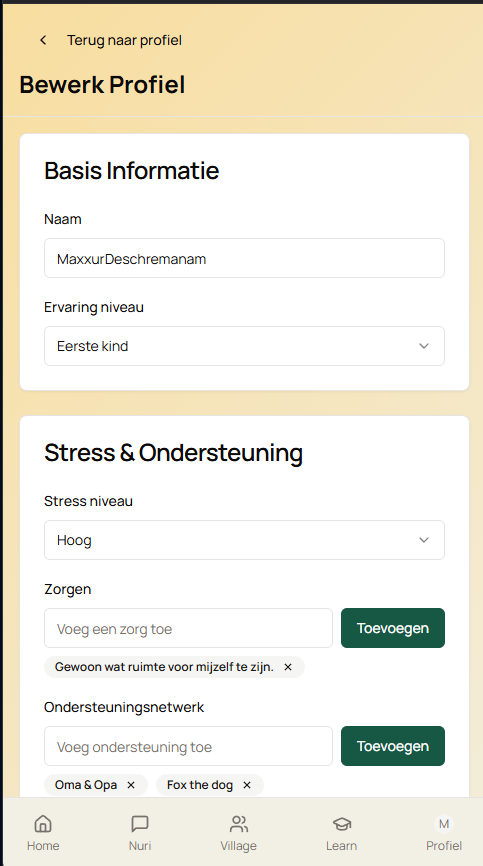 Terug naar profiel
Bewerk Profiel
Basis Informatie
Naam
MaxxurDeschremanam
Ervaring niveau
Eerste kind
Stress & Ondersteuning
Stress niveau
Hoog
Zorgen
Voeg een zorg toe
Toevoegen
Gewoon wat ruimte voor mijzelf te zijn. ×
Ondersteuningsnetwerk
Voeg ondersteuning toe
Toevoegen
Oma & Opa × Fox the dog ×
M
Home Nuri Village Learn Profiel